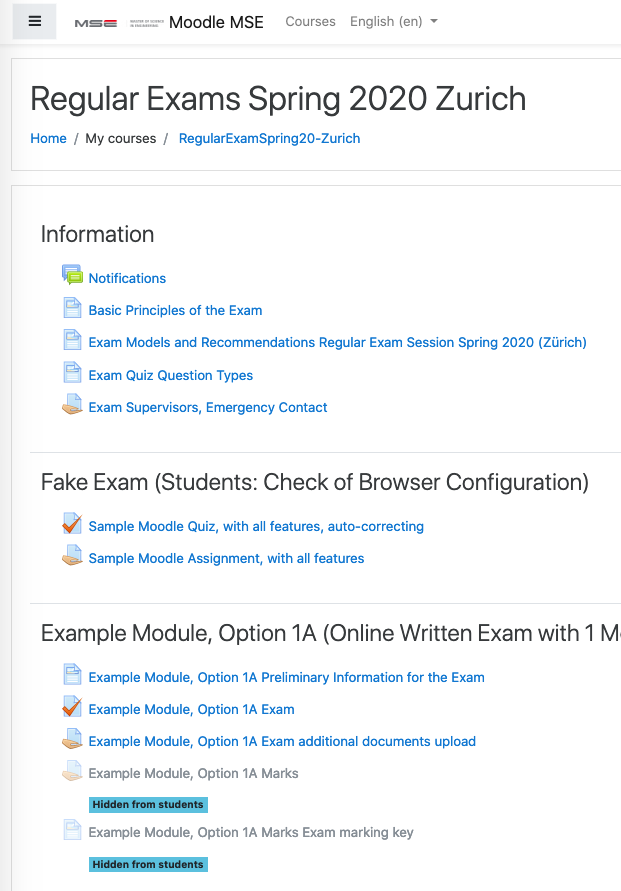 MSE MASTER OF SCIENCE IN ENGINEERING Moodle MSE Courses English (en)
Regular Exams Spring 2020 Zurich
Home / My courses / RegularExamSpring20-Zurich
Information
Notifications
Basic Principles of the Exam
Exam Models and Recommendations Regular Exam Session Spring 2020 (Zürich)
Exam Quiz Question Types
Exam Supervisors, Emergency Contact
Fake Exam (Students: Check of Browser Configuration)
Sample Moodle Quiz, with all features, auto-correcting
Sample Moodle Assignment, with all features
Example Module, Option 1A (Online Written Exam with 1 M
Example Module, Option 1A Preliminary Information for the Exam
Example Module, Option 1A Exam
Example Module, Option 1A Exam additional documents upload
Example Module, Option 1A Marks
Hidden from students
Example Module, Option 1A Marks Exam marking key
Hidden from students